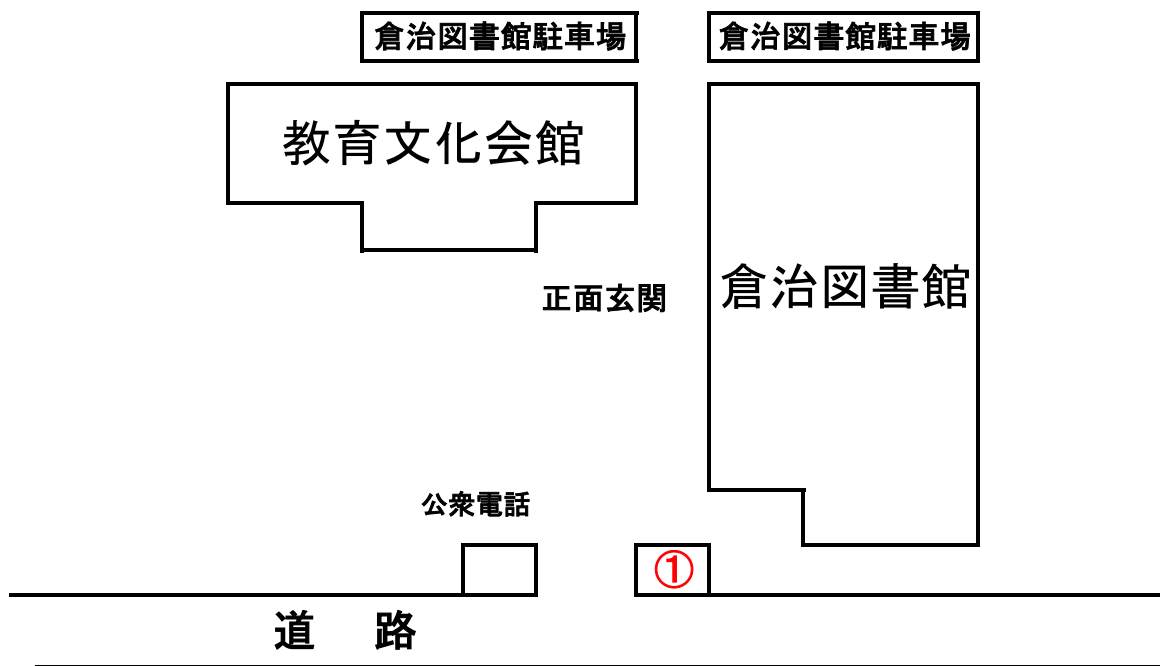 倉治図書館駐車場
倉治図書館駐車場
教育文化会館
倉治図書館
正面玄関
公衆電話
①
道 路